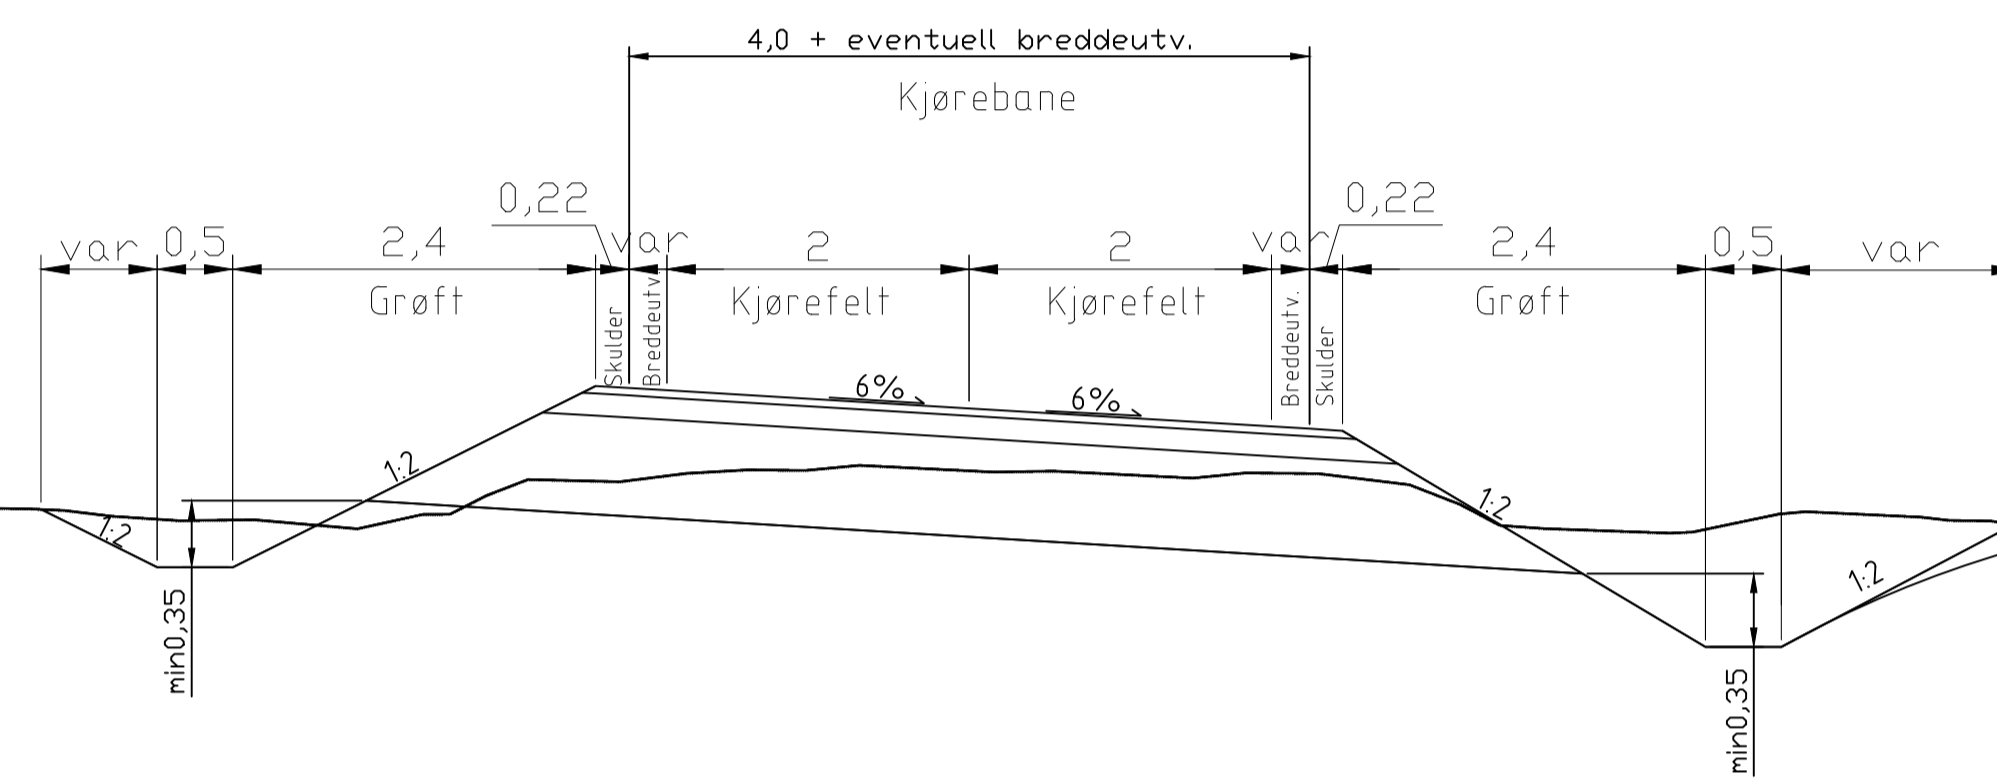 4,0 + eventuell breddeutv.
Kjørebane
0,22
0,22
var
0,5
2,4
var
2
2
var
2,4
0,5
var
Grøft
Skulder
Breddeutv.
Kjørefelt
Kjørefelt
Breddeutv.
Skulder
Grøft
6%
6%
1:2
1:2
1:2
1:2
min0,35
min0,35